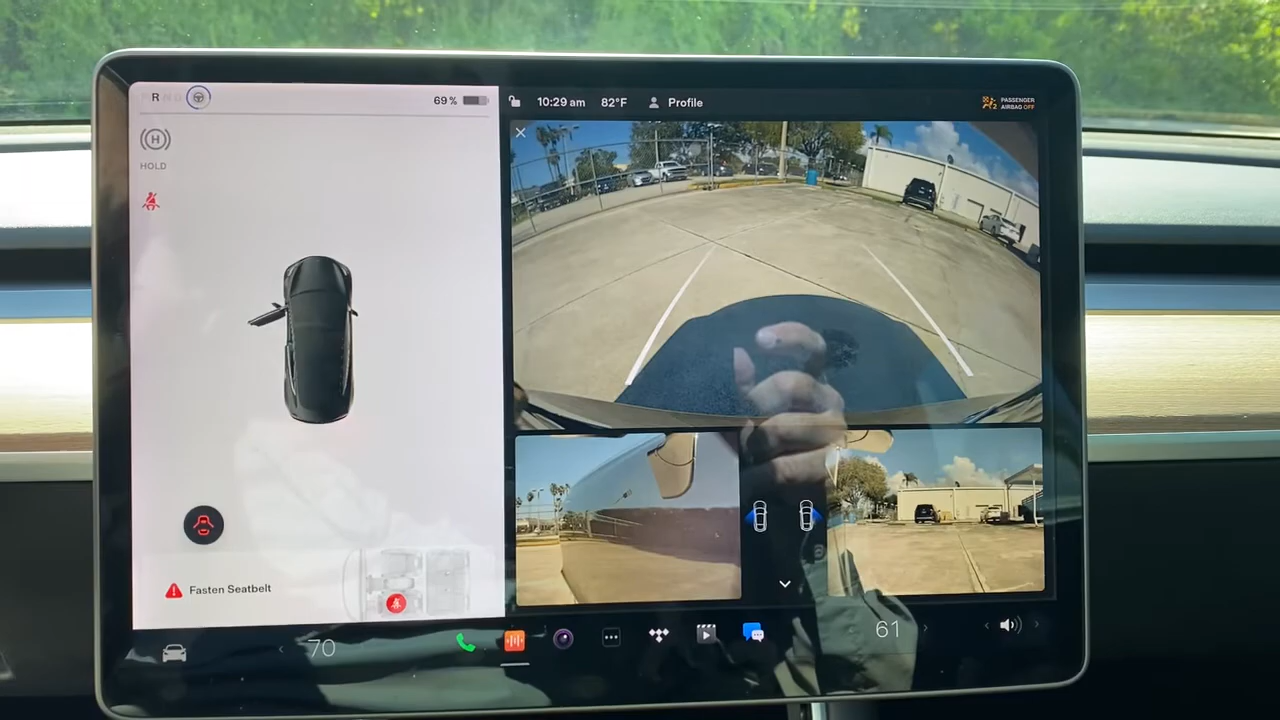 R
69 %
10:29 am 82°F Profile
PASSENGER
AIRBAG OFF
HOLD
Fasten Seatbelt
70
61